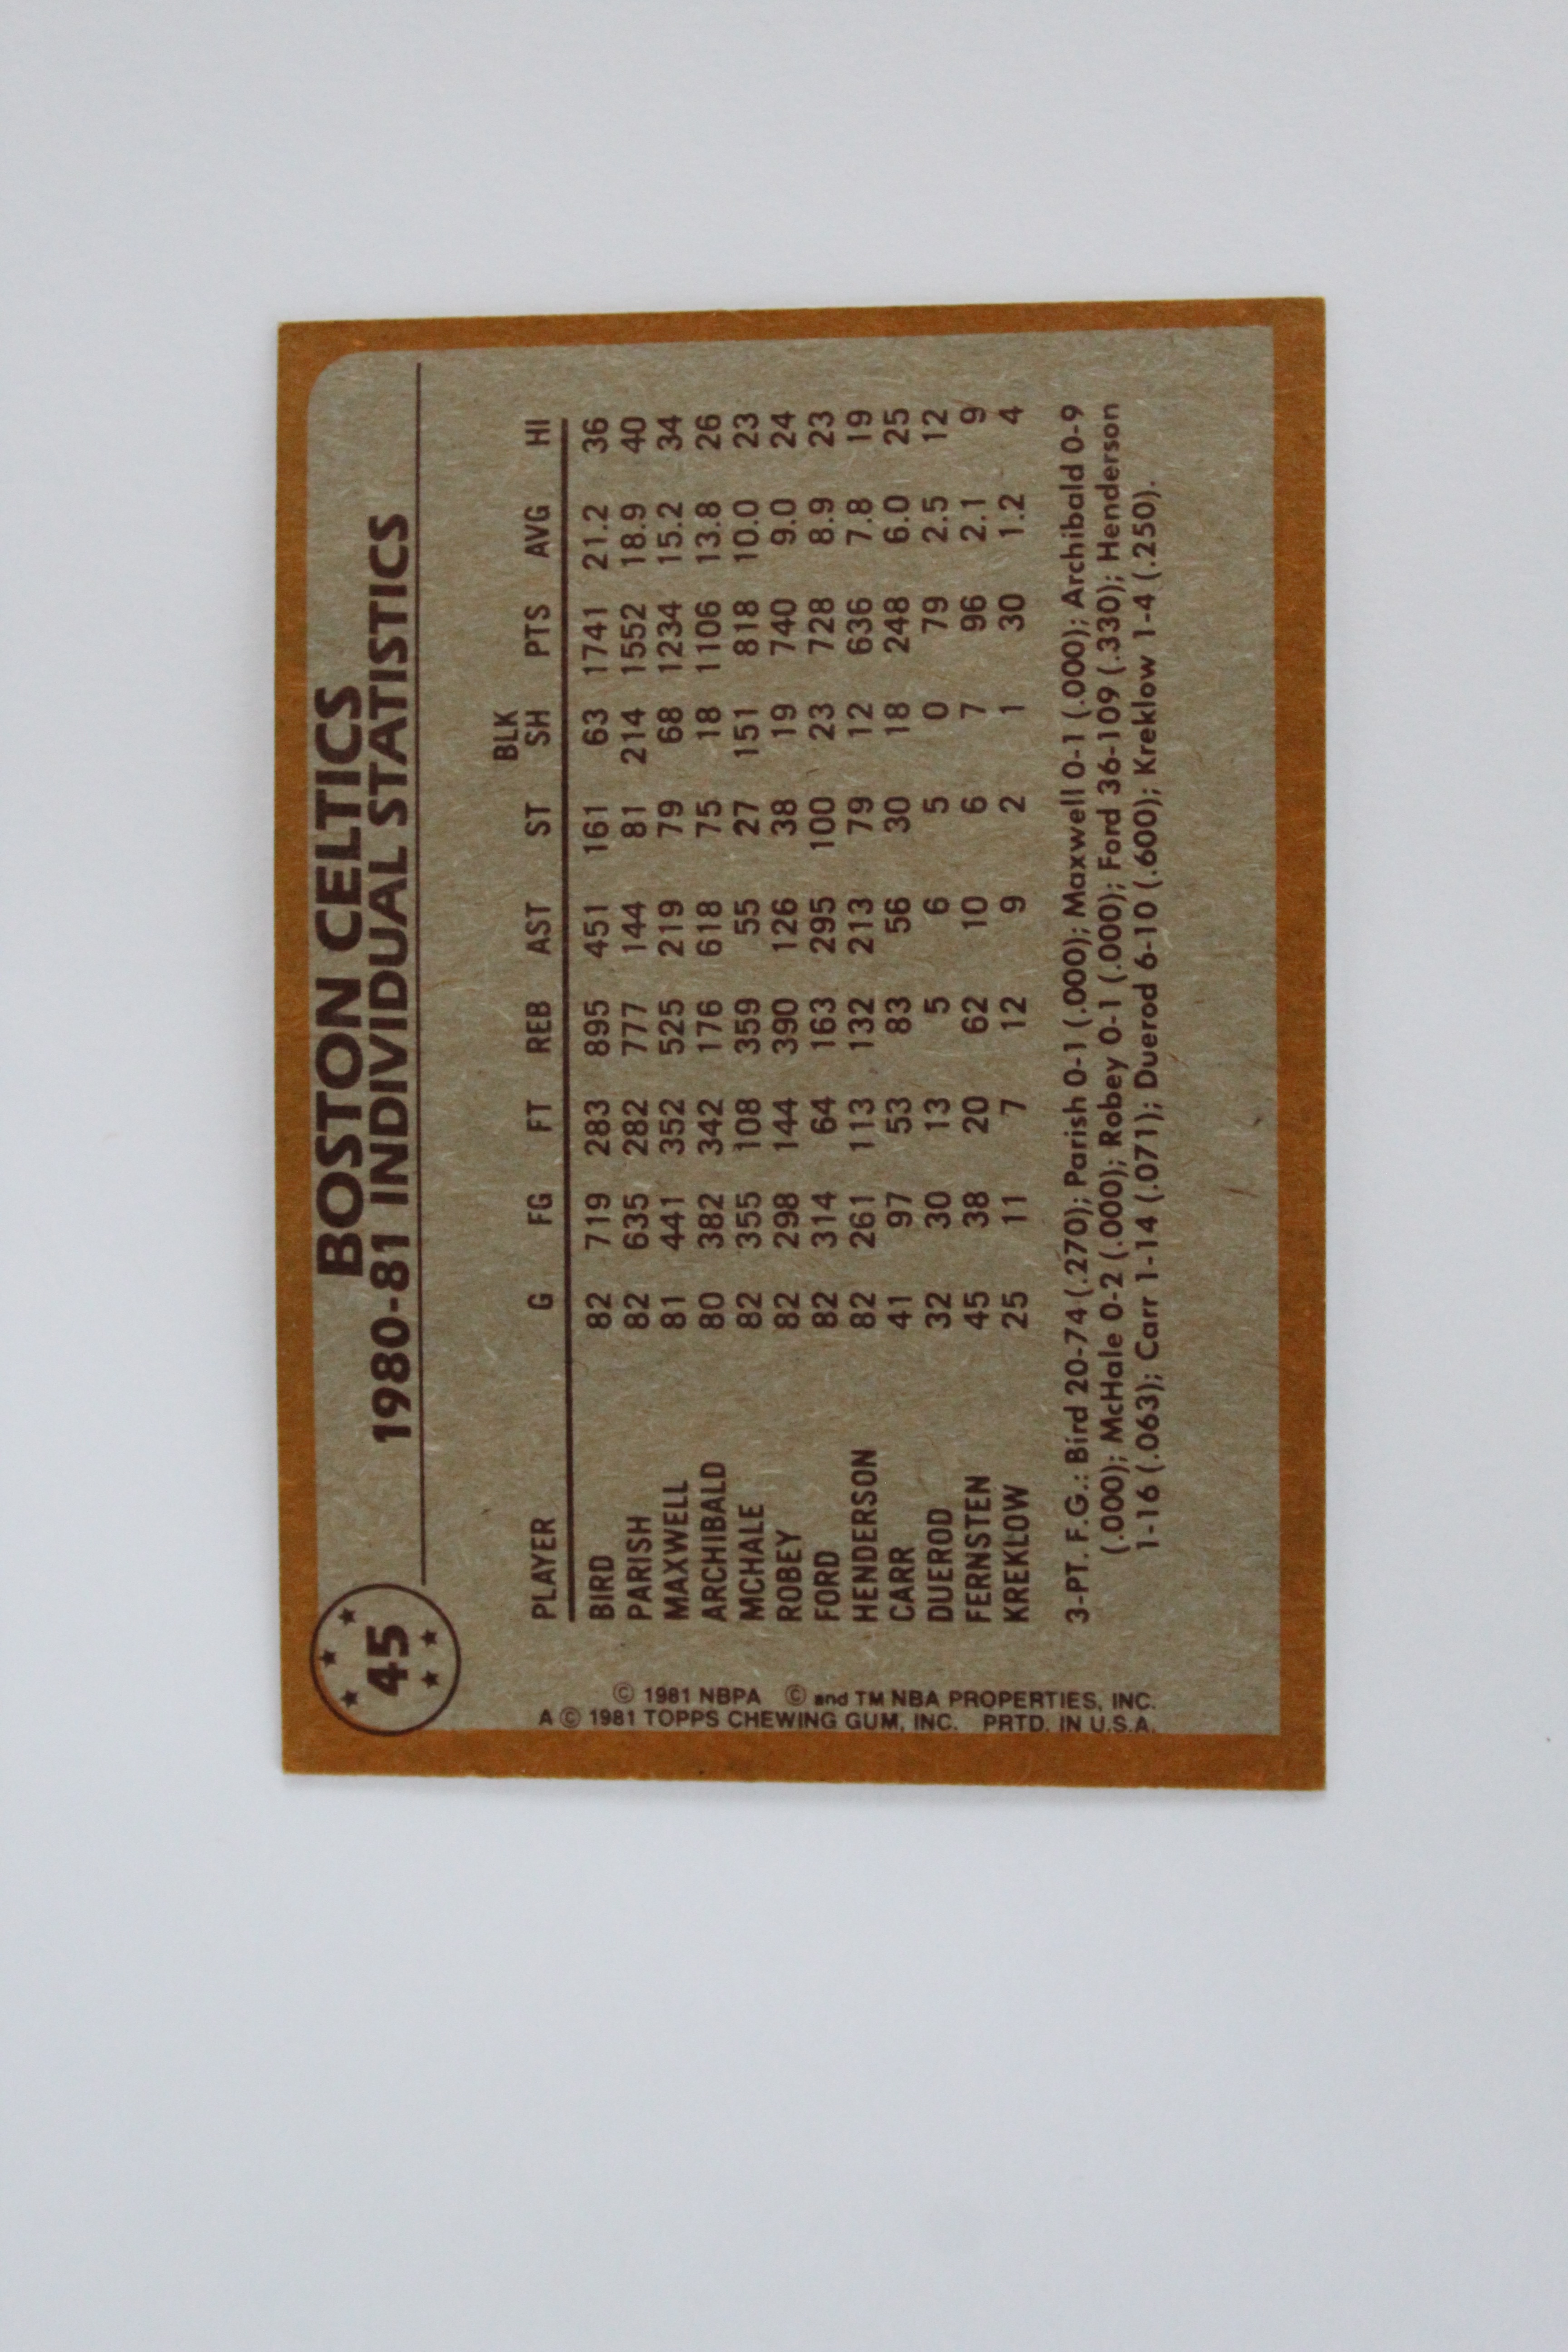 45
BOSTON CELTICS
1980-81 INDIVIDUAL STATISTICS
PLAYER G FG FT REB AST ST BLK SH PTS AVG HI
BIRD 82 719 283 895 451 161 63 1741 21.2 36
PARISH 82 635 282 777 144 81 214 1552 18.9 40
MAXWELL 81 441 352 525 219 79 68 1234 15.2 34
ARCHIBALD 80 382 342 176 618 75 18 1106 13.8 26
MCHALE 82 355 108 359 55 27 151 818 10.0 23
ROBEY 82 298 144 390 126 38 19 740 9.0 24
FORD 82 314 64 163 295 100 23 728 8.9 23
HENDERSON 82 261 113 132 213 79 12 636 7.8 19
CARR 41 97 53 83 56 30 18 248 6.0 25
DUEROD 32 30 13 5 6 5 0 79 2.5 12
FERNSTEN 45 38 20 62 10 6 7 96 2.1 9
KREKLOW 25 11 7 12 9 2 1 30 1.2 4
3-PT. F.G.: Bird 20-74 (.270); Parish 0-1 (.000); Maxwell 0-1 (.000); Archibald 0-9
(.000); McHale 0-2 (.000); Robey 0-1 (.000); Ford 36-109 (.330); Henderson
1-16 (.063); Carr 1-14 (.071); Duerod 6-10 (.600); Kreklow 1-4 (.250).
© 1981 NBPA © and TM NBA PROPERTIES, INC.
A © 1981 TOPPS CHEWING GUM, INC. PRTD. IN U.S.A.